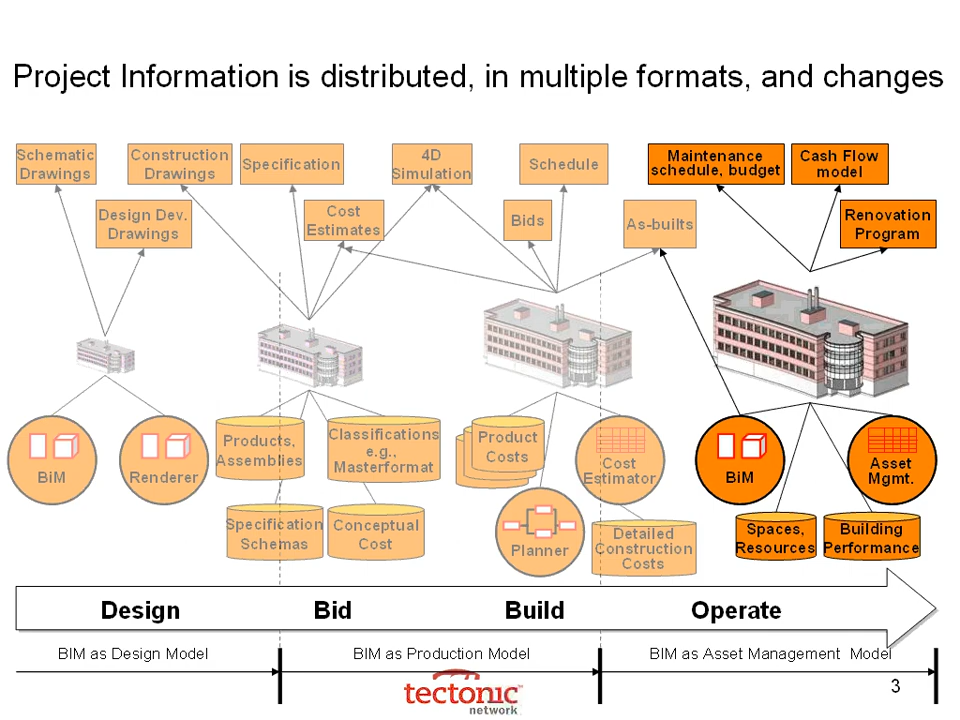 Project Information is distributed, in multiple formats, and changes
Schematic
Drawings
Construction
Drawings
Specification
4D
Simulation
Schedule
Maintenance
schedule, budget
Cash Flow
model
Design Dev.
Drawings
Cost
Estimates
Bids
As-builts
Renovation
Program
BiM
Renderer
Products,
Assemblies
Classifications
e.g.,
Masterformat
Product
Costs
Cost
Estimator
BiM
Asset
Mgmt.
Specification
Schemas
Conceptual
Cost
Planner
Detailed
Construction
Costs
Spaces,
Resources
Building
Performance
Design
Bid
Build
Operate
BIM as Design Model
BIM as Production Model
BIM as Asset Management Model
tectonic
network
3